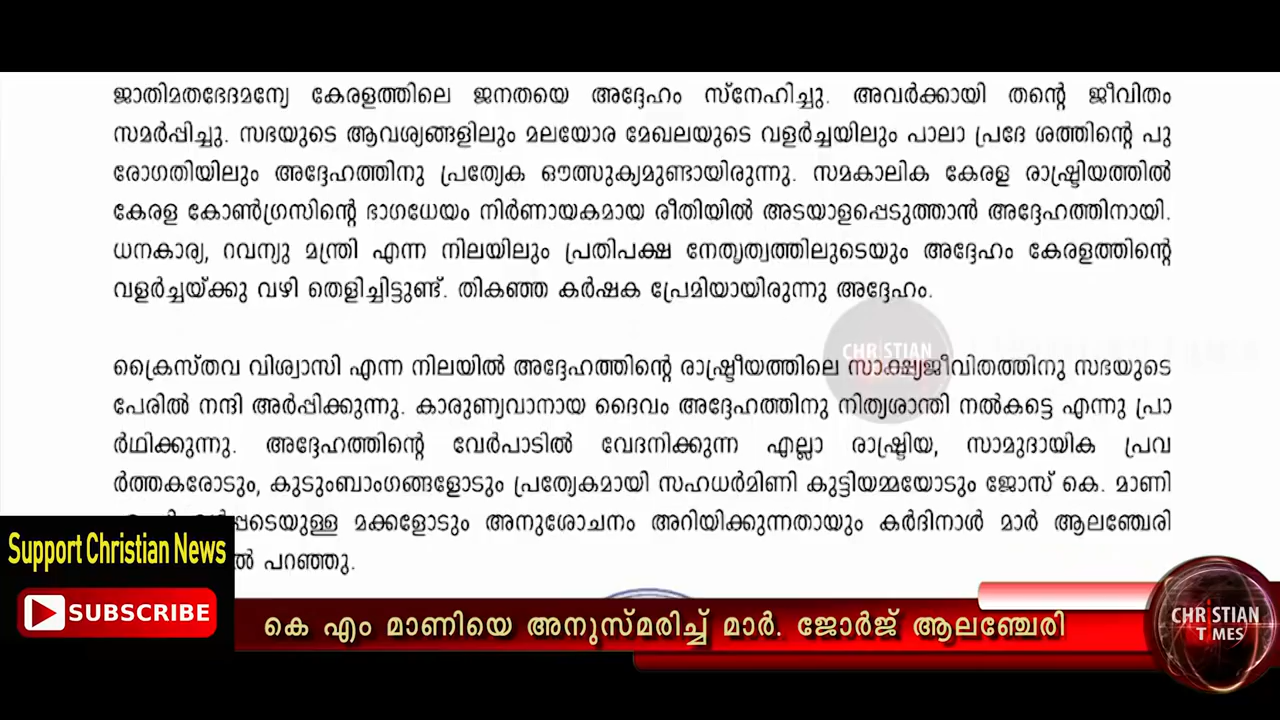 ജാതിമതഭേദമന്യേ കേരളത്തിലെ ജനതയെ അദ്ദേഹം സ്നേഹിച്ചു. അവർക്കായി തന്റെ ജീവിതം
സമർപ്പിച്ചു. സഭയുടെ ആവശ്യങ്ങളിലും മലയോര മേഖലയുടെ വളർച്ചയിലും പാലാ പ്രദേ ശത്തിന്റെ പു
രോഗതിയിലും അദ്ദേഹത്തിനു പ്രത്യേക ഔത്സുക്യമുണ്ടായിരുന്നു. സമകാലിക കേരള രാഷ്ട്രിയത്തിൽ
കേരള കോൺഗ്രസിന്റെ ഭാഗധേയം നിർണായകമായ രീതിയിൽ അടയാളപ്പെടുത്താൻ അദ്ദേഹത്തിനായി.
ധനകാര്യ, റവന്യു മന്ത്രി എന്ന നിലയിലും പ്രതിപക്ഷ നേതൃത്വത്തിലുടെയും അദ്ദേഹം കേരളത്തിന്റെ
വളർച്ചയ്ക്കു വഴി തെളിച്ചിട്ടുണ്ട്. തികഞ്ഞ കർഷക പ്രേമിയായിരുന്നു അദ്ദേഹം.
ക്രൈസ്തവ വിശ്വാസി എന്ന നിലയിൽ അദ്ദേഹത്തിന്റെ രാഷ്ട്രീയത്തിലെ സാക്ഷ്യജീവിതത്തിനു സഭയുടെ
പേരിൽ നന്ദി അർപ്പിക്കുന്നു. കാരുണ്യവാനായ ദൈവം അദ്ദേഹത്തിനു നിത്യശാന്തി നൽകട്ടെ എന്നു പ്രാ
ർഥിക്കുന്നു. അദ്ദേഹത്തിന്റെ വേർപാടിൽ വേദനിക്കുന്ന എല്ലാ രാഷ്ട്രിയ, സാമുദായിക പ്രവ
ർത്തകരോടും, കുടുംബാംഗങ്ങളോടും പ്രത്യേകമായി സഹധർമിണി കുട്ടിയമ്മയോടും ജോസ് കെ. മാണി
മക്കളോടും അനുശോചനം അറിയിക്കുന്നതായും കർദിനാൾ മാർ ആലഞ്ചേരി
പറഞ്ഞു.
CHRISTIAN
Support Christian News
SUBSCRIBE
കെ എം മാണിയെ അനുസ്മരിച്ച് മാർ. ജോർജ് ആലഞ്ചേരി
CHRISTIAN
TIMES